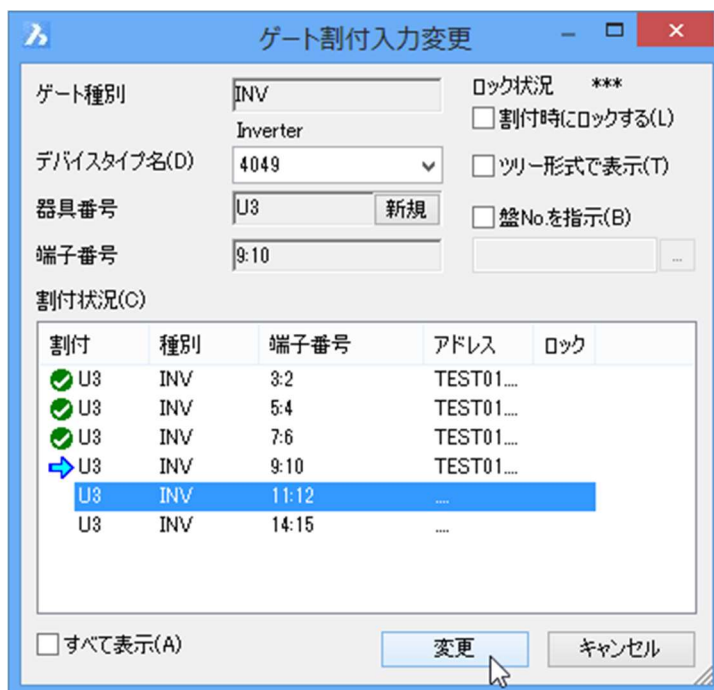 ゲート割付入力変更
ゲート種別 INV ロック状況 ***
Inverter 割付時にロックする(L)
デバイスタイプ名(D) 4049 ツリー形式で表示(T)
器具番号 U3 新規 盤No.を指示(B)
端子番号 9:10 ...
割付状況(C)
割付 種別 端子番号 アドレス ロック
U3 INV 3:2 TEST01....
U3 INV 5:4 TEST01....
U3 INV 7:6 TEST01....
U3 INV 9:10 TEST01....
U3 INV 11:12 ....
U3 INV 14:15 ....
すべて表示(A) 変更 キャンセル